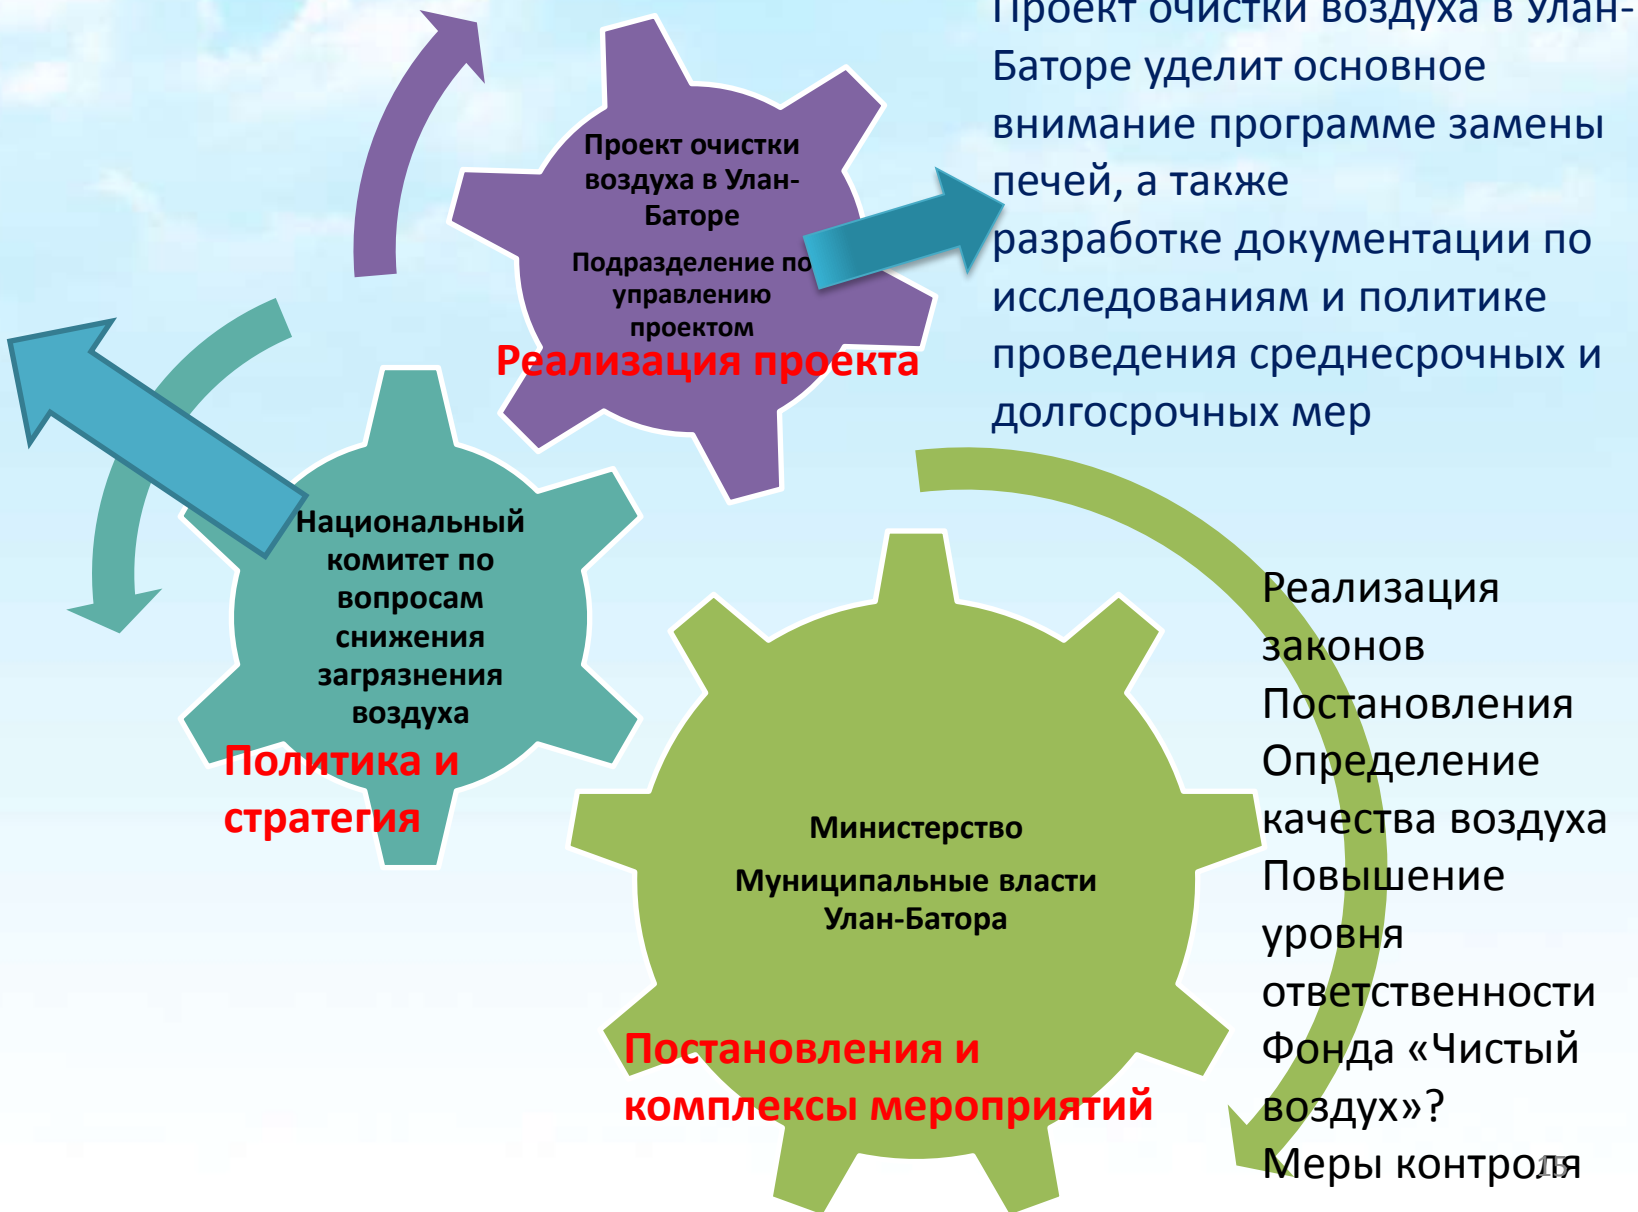 Проект очистки воздуха в Улан-
Баторе уделит основное
внимание программе замены
печей, а также
разработке документации по
исследованиям и политике
проведения среднесрочных и
долгосрочных мер
Проект очистки
воздуха в Улан-
Баторе
Подразделение по
управлению
проектом
Реализация проекта
Национальный
комитет по
вопросам
снижения
загрязнения
воздуха
Политика и
стратегия
Министерство
Муниципальные власти
Улан-Батора
Постановления и
комплексы мероприятий
Реализация
законов
Постановления
Определение
качества воздуха
Повышение
уровня
ответственности
Фонда «Чистый
воздух»?
Меры контроля
15